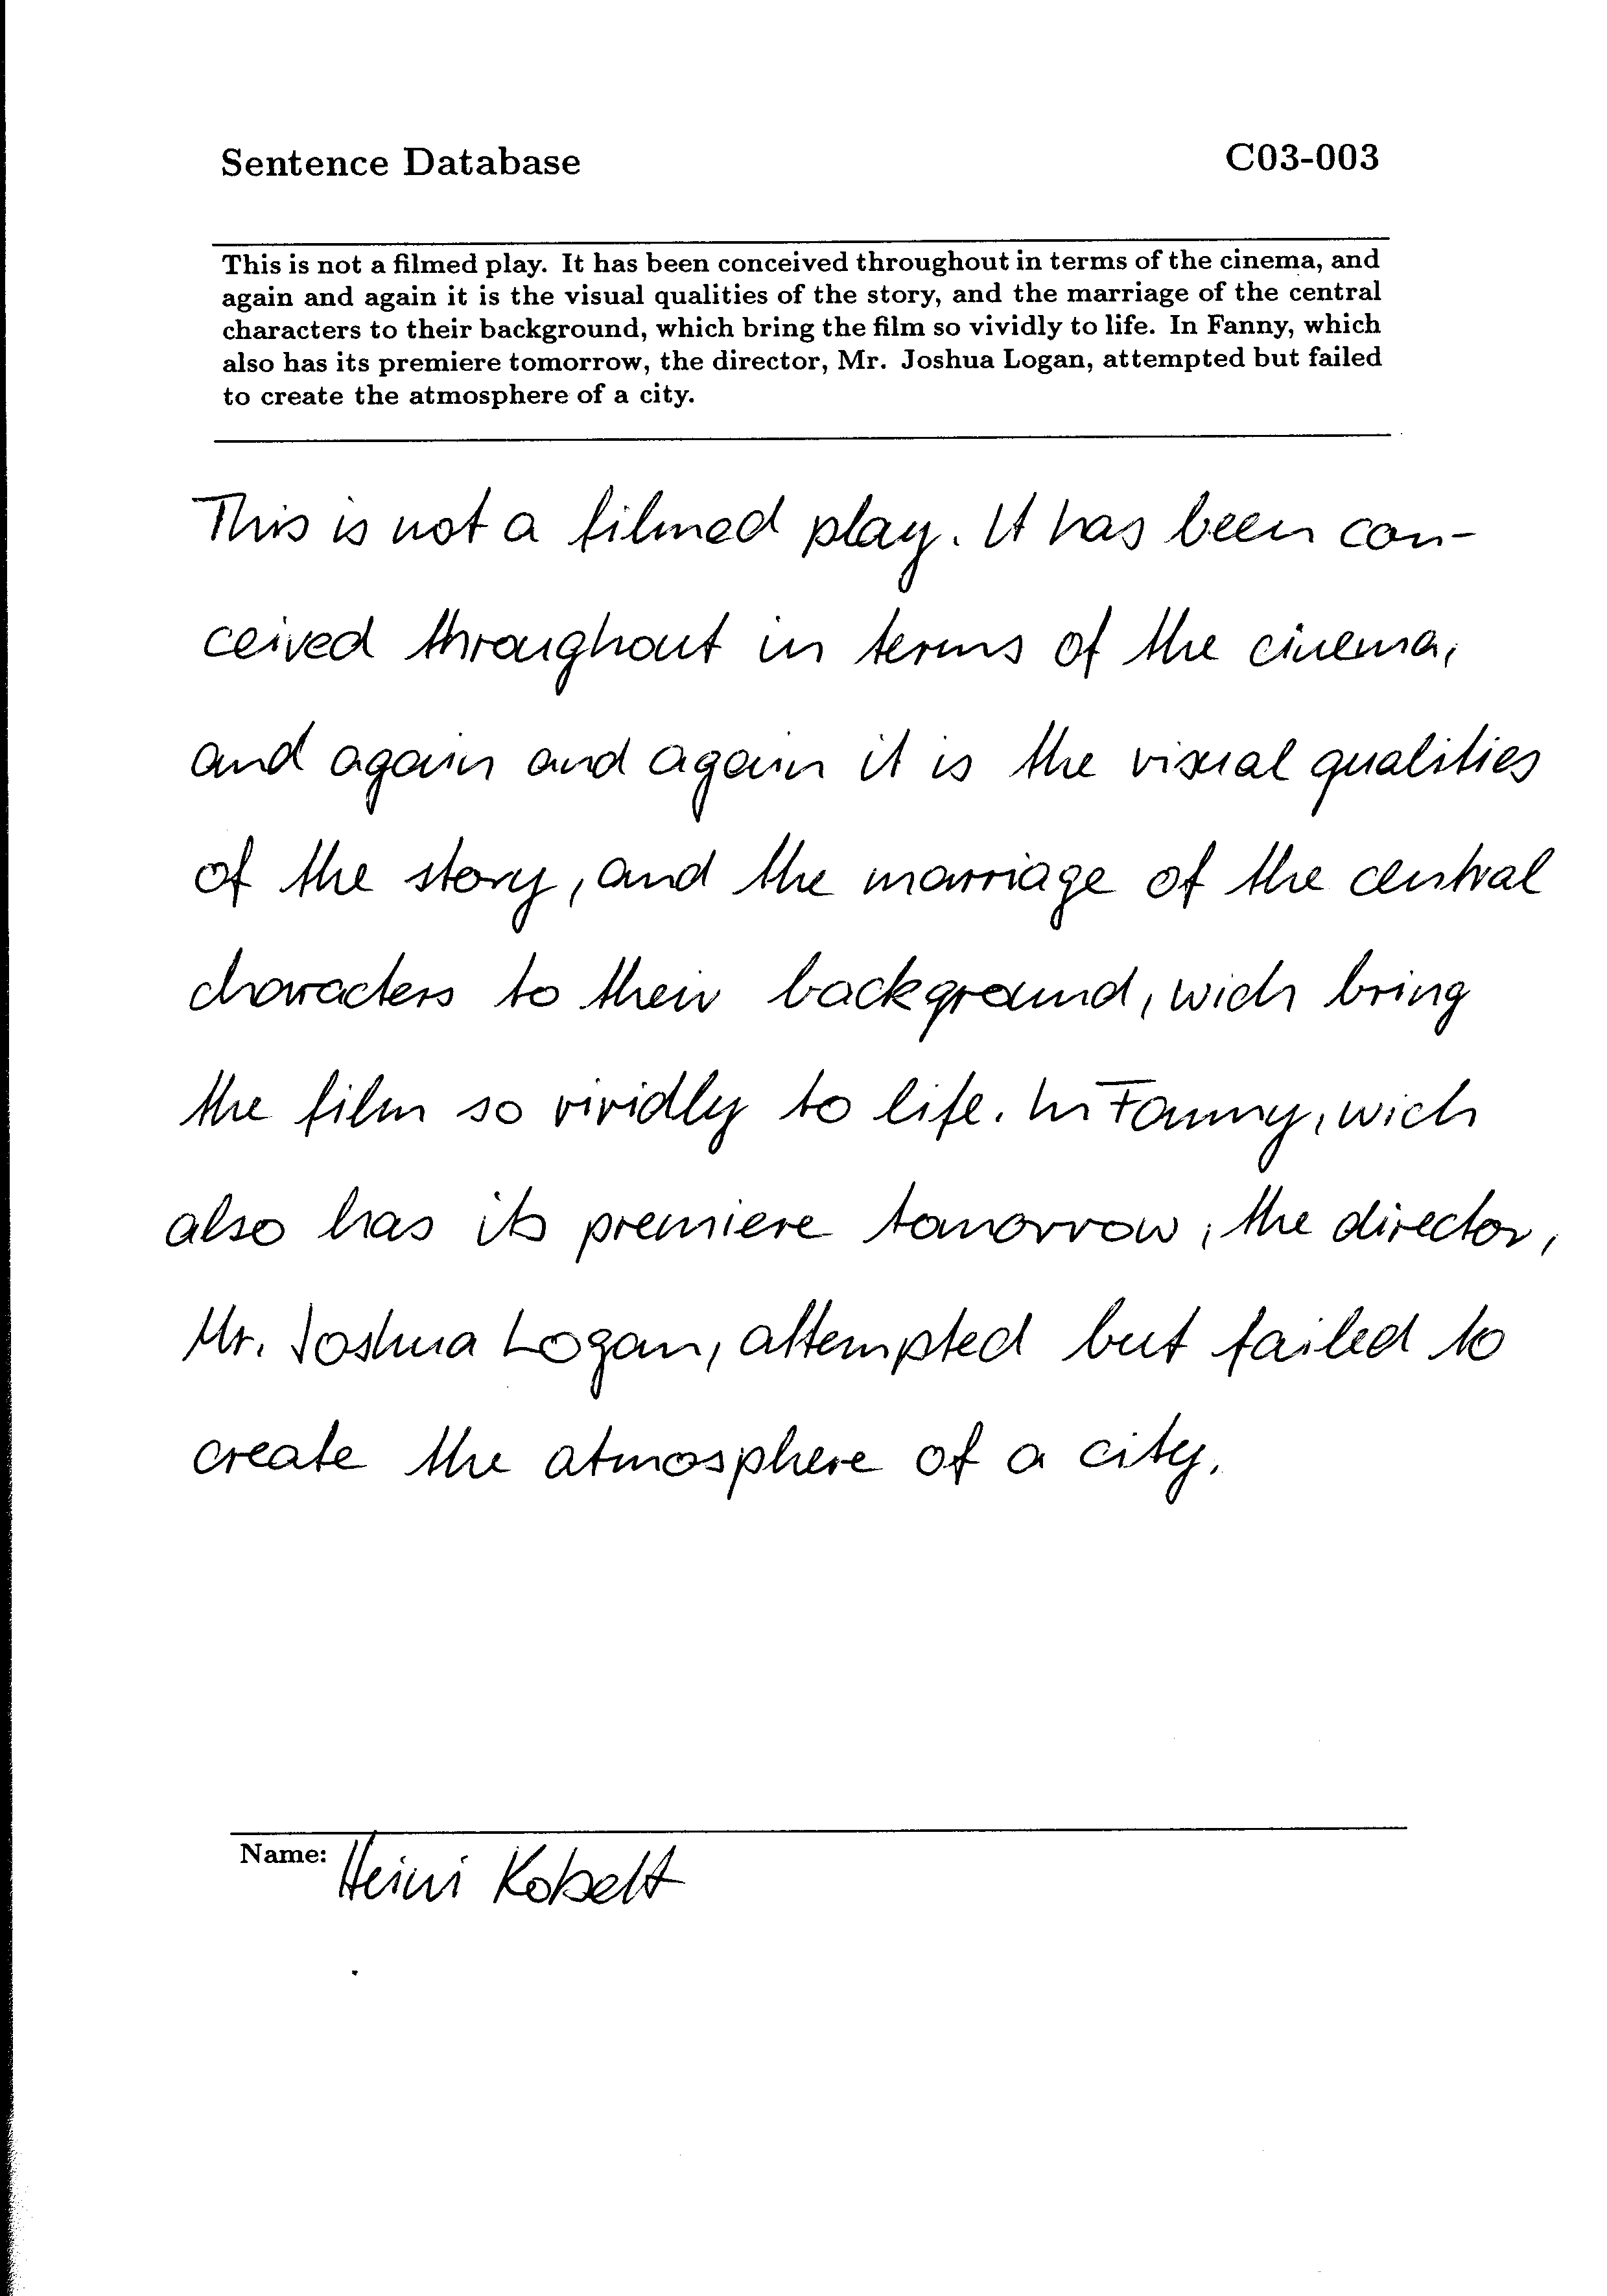 Sentence Database C03-003
This is not a filmed play. It has been conceived throughout in terms of the cinema, and
again and again it is the visual qualities of the story, and the marriage of the central
characters to their background, which bring the film so vividly to life. In Fanny, which
also has its premiere tomorrow, the director, Mr. Joshua Logan, attempted but failed
to create the atmosphere of a city.
This is not a filmed play. It has been con-
ceived throughout in terms of the cinema,
and again and again it is the visual qualities
of the story, and the marriage of the central
characters to their background, wich bring
the film so vividly to life. In Fanny, wich
also has its premiere tomorrow, the director,
Mr. Joshua Logan, attempted but failed to
create the atmosphere of a city.
Name: Heini Kobelt